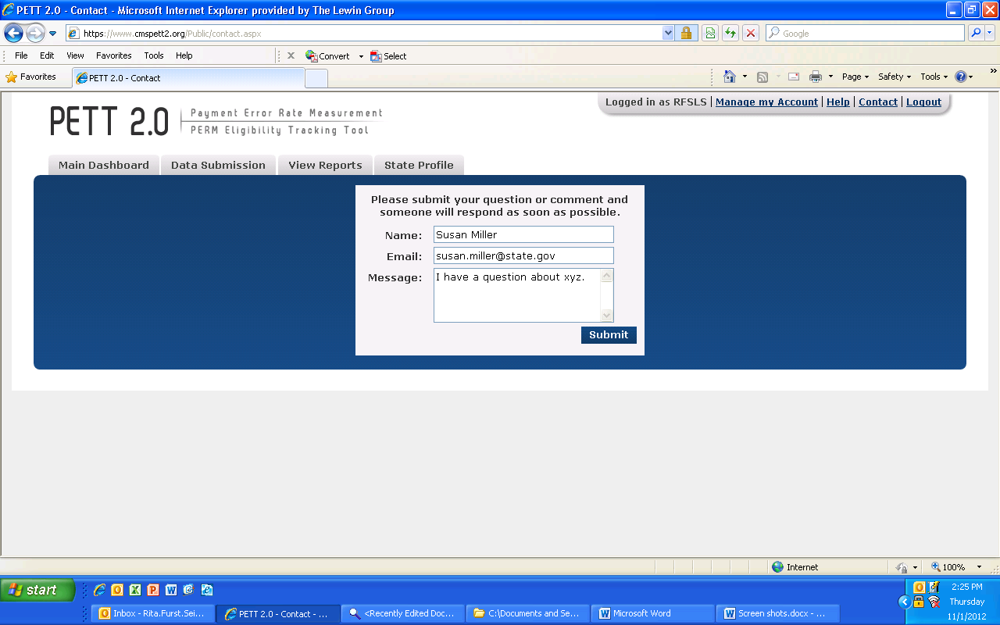 PETT 2.0 - Contact - Microsoft Internet Explorer provided by The Lewin Group
https://www.cmspett2.org/Public/contact.aspx
Google
File Edit View Favorites Tools Help
Convert Select
Favorites
PETT 2.0 - Contact
Page Safety Tools
Logged in as RFSLS | Manage my Account | Help | Contact | Logout
PETT 2.0
Payment Error Rate Measurement
PERM Eligibility Tracking Tool
Main Dashboard
Data Submission
View Reports
State Profile
Please submit your question or comment and
someone will respond as soon as possible.
Name: Susan Miller
Email: susan.miller@state.gov
Message: I have a question about xyz.
Submit
Internet
100%
start
2:25 PM
Thursday
11/1/2012
Inbox - Rita.Furst.Sei...
PETT 2.0 - Contact - ...
<Recently Edited Doc...
C:\Documents and Se...
Microsoft Word
Screen shots.docx - ...